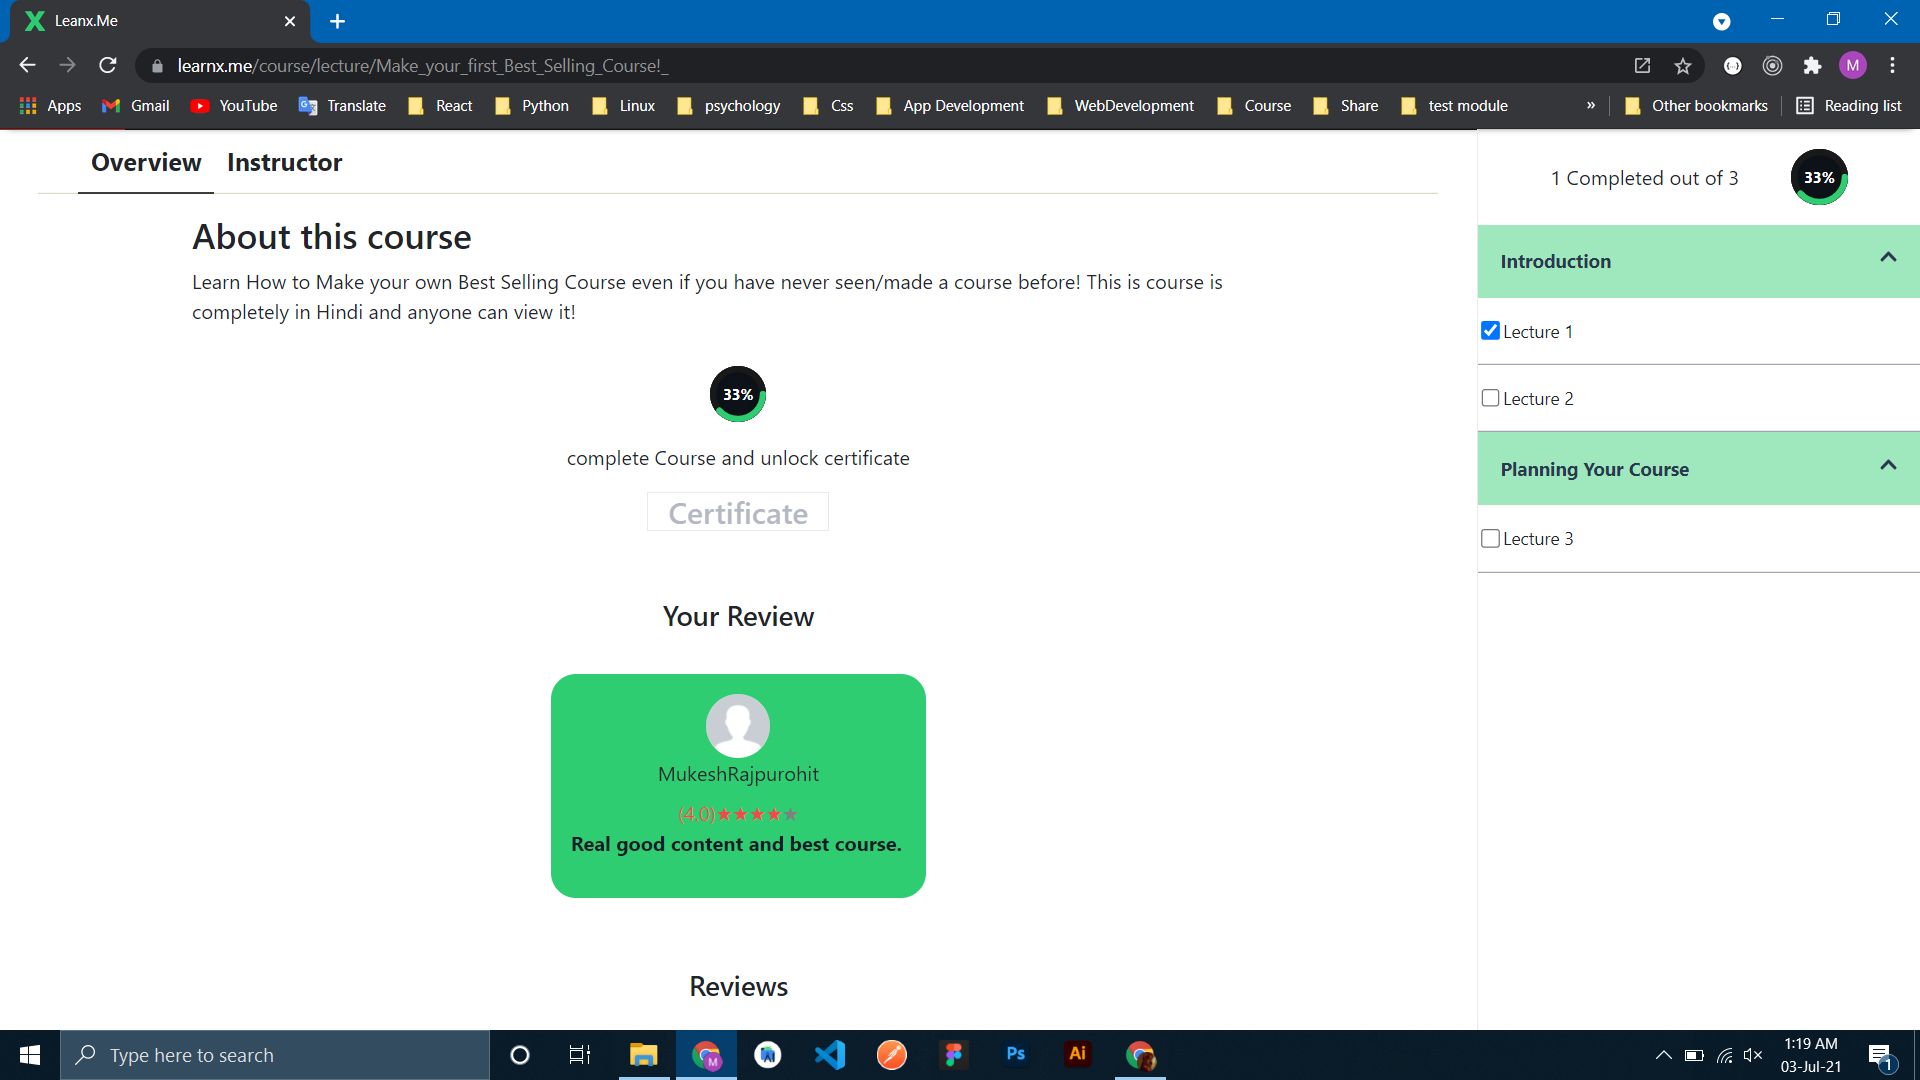 Leanx.Me
learnx.me/course/lecture/Make_your_first_Best_Selling_Course!_
M
Apps Gmail YouTube Translate React Python Linux psychology Css App Development WebDevelopment Course Share test module » Other bookmarks Reading list
Overview Instructor
About this course
Learn How to Make your own Best Selling Course even if you have never seen/made a course before! This is course is
completely in Hindi and anyone can view it!
33%
complete Course and unlock certificate
Certificate
Your Review
MukeshRajpurohit
(4.0)★★★★★
Real good content and best course.
Reviews
1 Completed out of 3
33%
Introduction
Lecture 1
Lecture 2
Planning Your Course
Lecture 3
Type here to search
M
Ps
Ai
1:19 AM
03-Jul-21
1